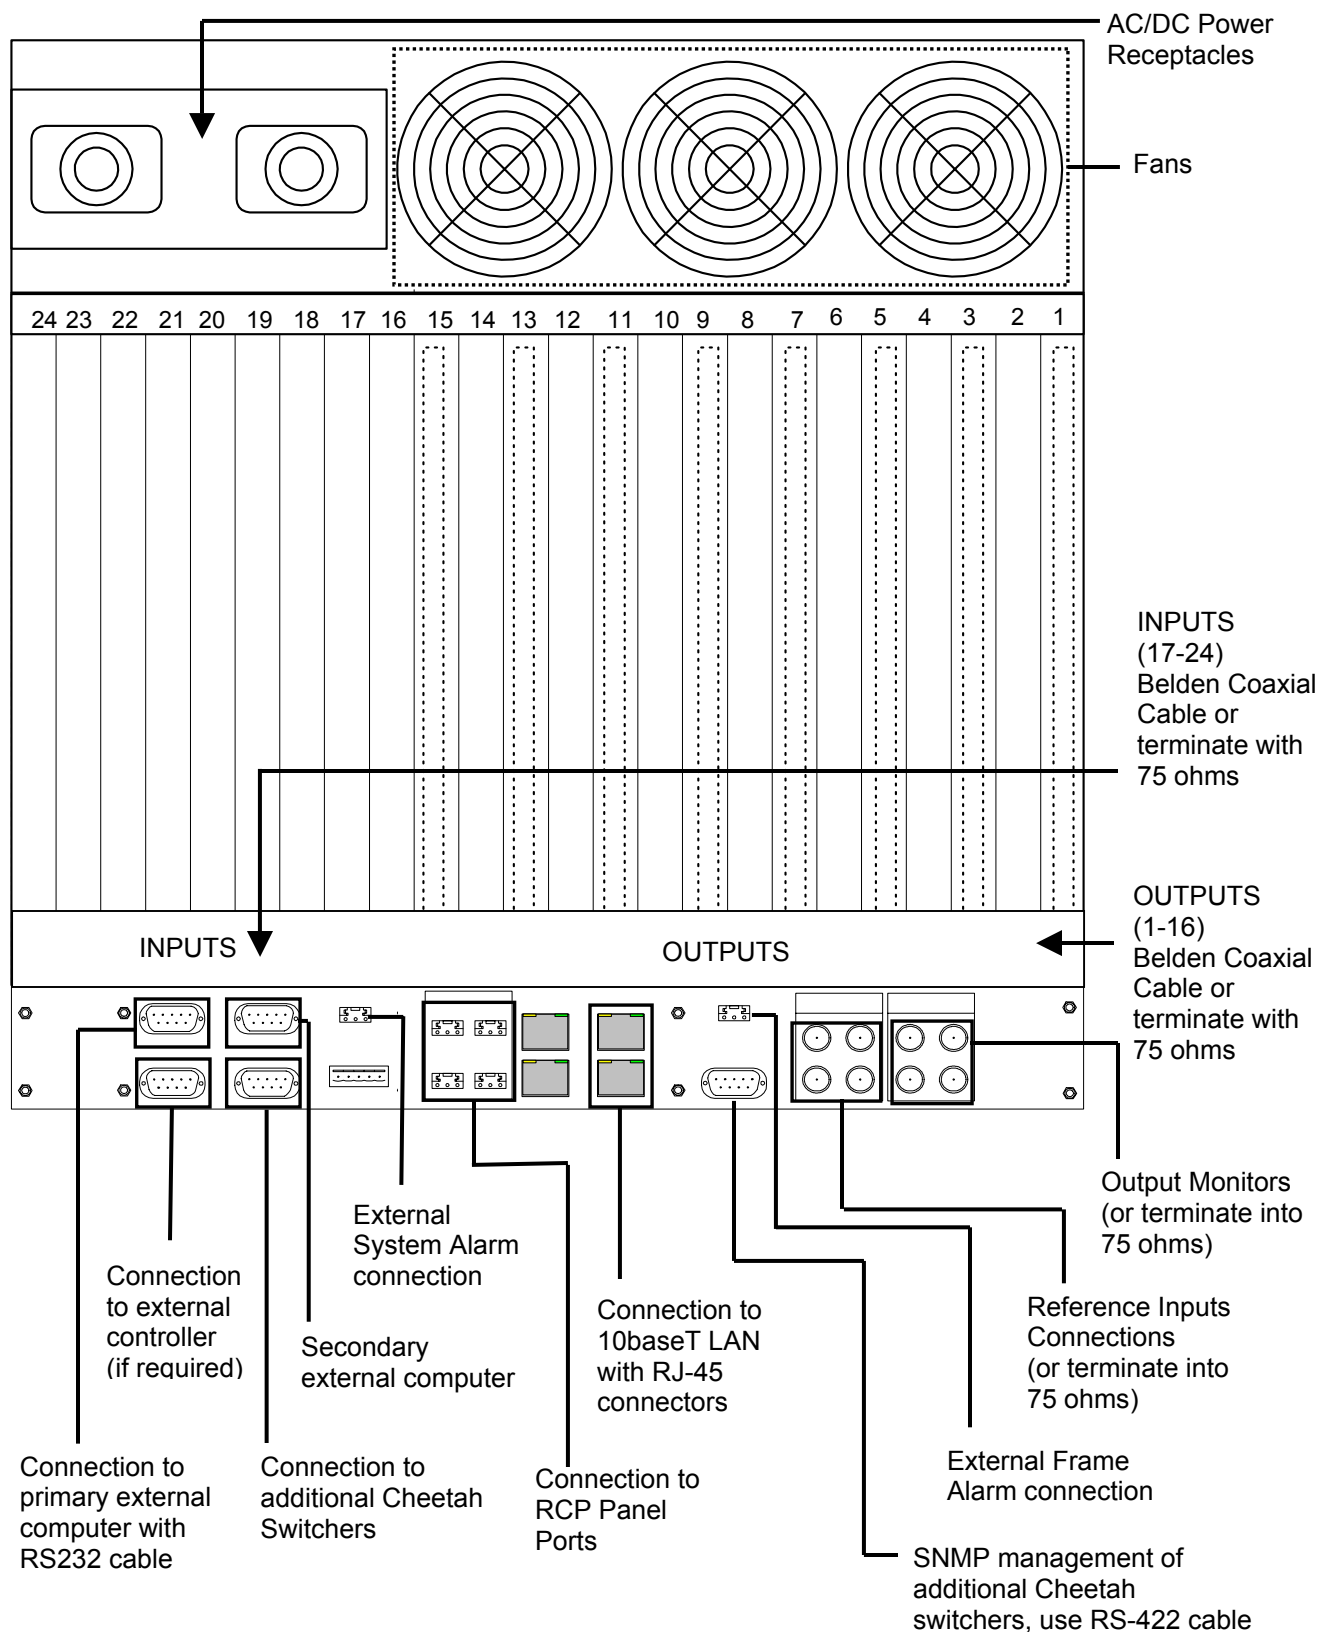 AC/DC Power
Receptacles
Fans
24 23 22 21 20 19 18 17 16 15 14 13 12 11 10 9 8 7 6 5 4 3 2 1
INPUTS
(17-24)
Belden Coaxial
Cable or
terminate with
75 ohms
OUTPUTS
(1-16)
Belden Coaxial
Cable or
terminate with
75 ohms
INPUTS
OUTPUTS
Output Monitors
(or terminate into
75 ohms)
External
System Alarm
connection
Connection
to external
controller
(if required)
Secondary
external computer
Connection to
10baseT LAN
with RJ-45
connectors
Reference Inputs
Connections
(or terminate into
75 ohms)
Connection to
primary external
computer with
RS232 cable
Connection to
additional Cheetah
Switchers
Connection to
RCP Panel
Ports
External Frame
Alarm connection
SNMP management of
additional Cheetah
switchers, use RS-422 cable